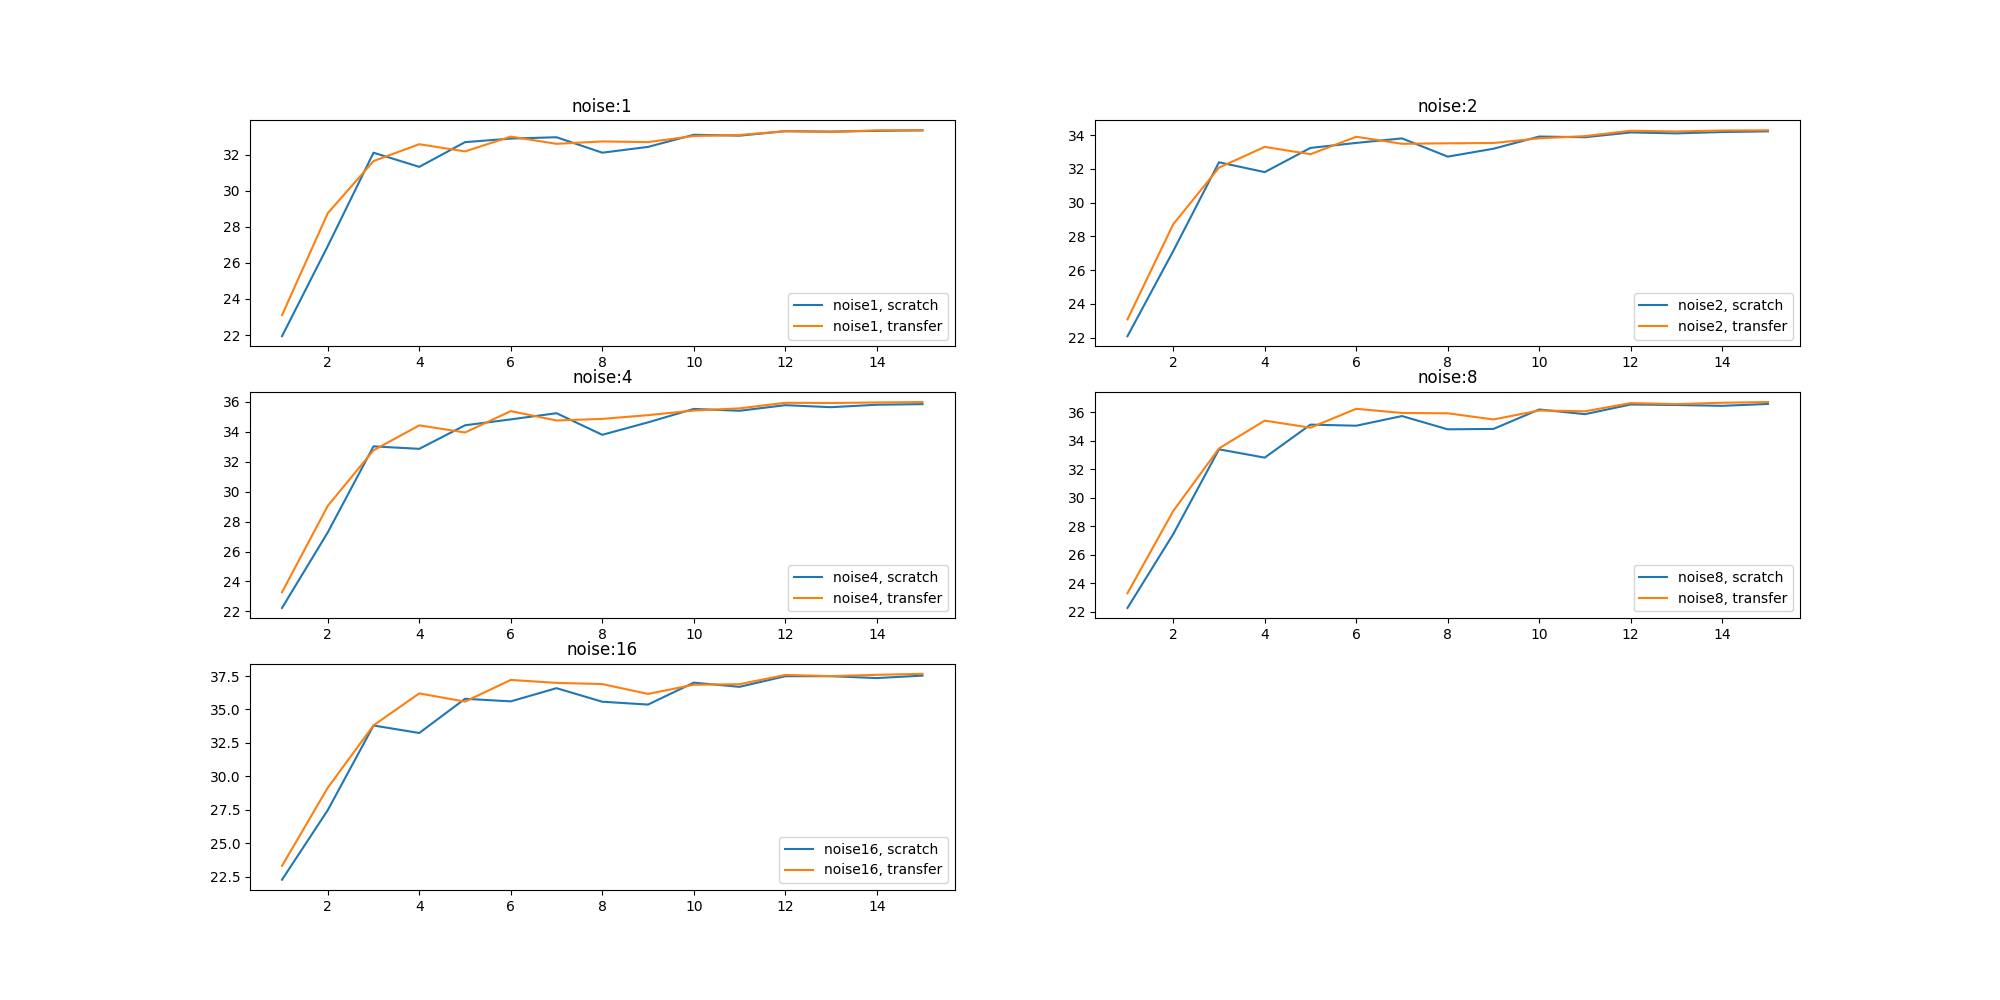 noise:1
32
30
28
26
24
22
2 4 6 8 10 12 14
noise1, scratch
noise1, transfer
noise:2
34
32
30
28
26
24
22
2 4 6 8 10 12 14
noise2, scratch
noise2, transfer
noise:4
36
34
32
30
28
26
24
22
2 4 6 8 10 12 14
noise4, scratch
noise4, transfer
noise:8
36
34
32
30
28
26
24
22
2 4 6 8 10 12 14
noise8, scratch
noise8, transfer
noise:16
37.5
35.0
32.5
30.0
27.5
25.0
22.5
2 4 6 8 10 12 14
noise16, scratch
noise16, transfer